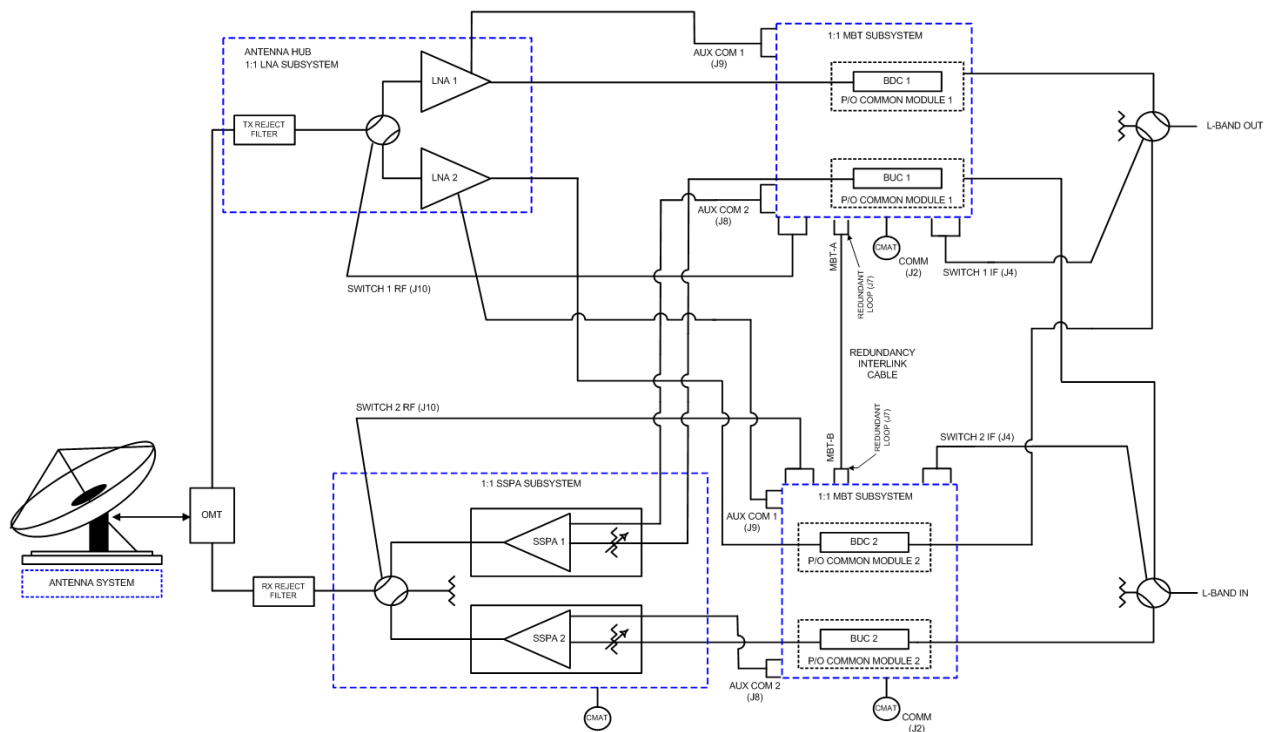 ANTENNA HUB
1:1 LNA SUBSYSTEM
LNA 1
TX REJECT
FILTER
LNA 2
AUX COM 1
(J9)
1:1 MBT SUBSYSTEM
BDC 1
P/O COMMON MODULE 1
BUC 1
P/O COMMON MODULE 1
L-BAND OUT
AUX COM 2
(J8)
CMAT
COMM
(J2)
SWITCH 1 IF (J4)
SWITCH 1 RF (J10)
MBT-A
REDUNDANT
LOOP (J7)
REDUNDANCY
INTERLINK
CABLE
SWITCH 2 RF (J10)
MBT-B
REDUNDANT
LOOP (J7)
SWITCH 2 IF (J4)
1:1 SSPA SUBSYSTEM
1:1 MBT SUBSYSTEM
AUX COM 1
(J9)
OMT
SSPA 1
BDC 2
P/O COMMON MODULE 2
ANTENNA SYSTEM
RX REJECT
FILTER
L-BAND IN
SSPA 2
BUC 2
P/O COMMON MODULE 2
AUX COM 2
(J8)
CMAT
CMAT
COMM
(J2)